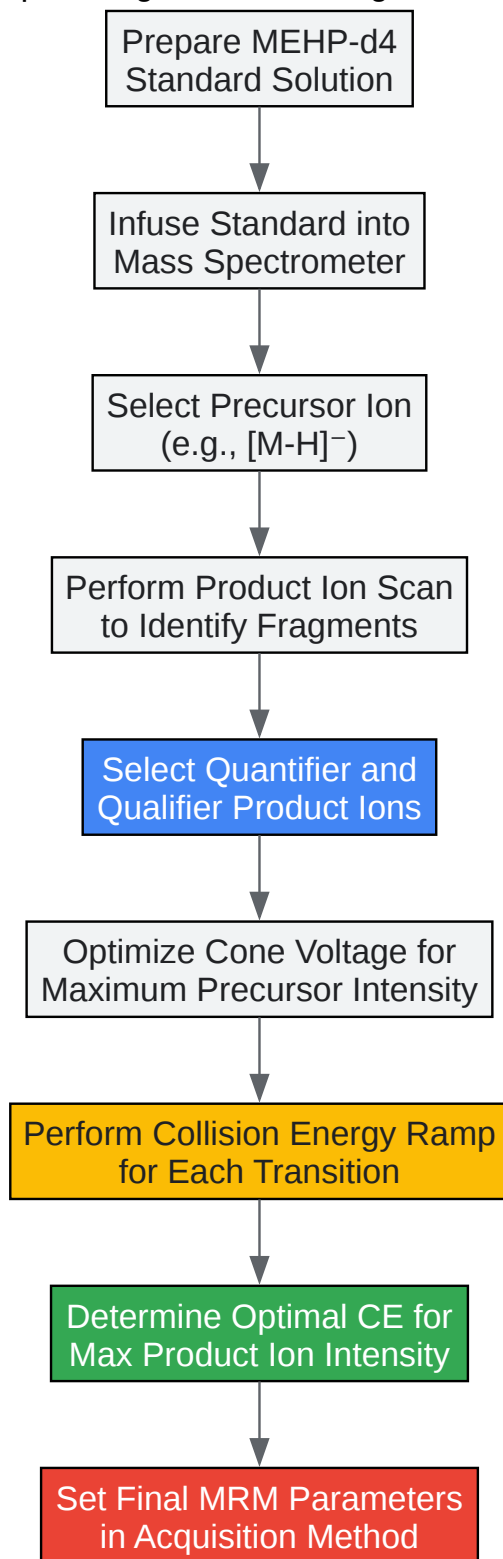 Prepare MEHP-d4
Standard Solution
Infuse Standard into
Mass Spectrometer
Select Precursor Ion
(e.g., [M-H]⁻)
Perform Product Ion Scan
to Identify Fragments
Select Quantifier and
Qualifier Product Ions
Optimize Cone Voltage for
Maximum Precursor Intensity
Perform Collision Energy Ramp
for Each Transition
Determine Optimal CE for
Max Product Ion Intensity
Set Final MRM Parameters
in Acquisition Method